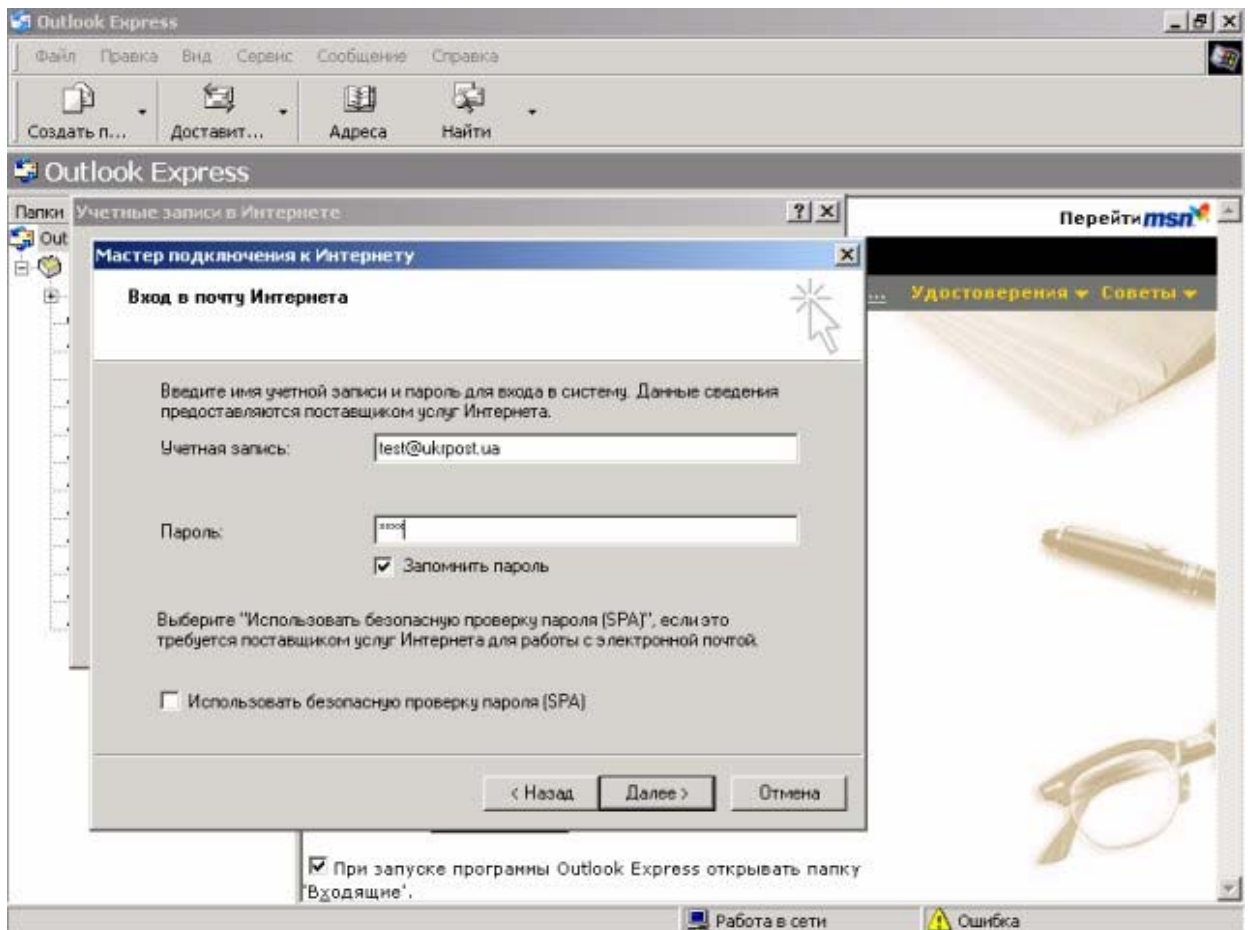 Outlook Express
Файл Правка Вид Сервис Сообщение Справка
Создать п... Доставит... Адреса Найти
Outlook Express
Папки Учетные записи в Интернете
Перейти msn
Out
Мастер подключения к Интернету
Вход в почту Интернета
... Удостоверения Советы
Введите имя учетной записи и пароль для входа в систему. Данные сведения
предоставляются поставщиком услуг Интернета.
Учетная запись: test@ukrpost.ua
Пароль: ****
Запомнить пароль
Выберите "Использовать безопасную проверку пароля (SPA)", если это
требуется поставщиком услуг Интернета для работы с электронной почтой.
Использовать безопасную проверку пароля (SPA)
< Назад Далее > Отмена
При запуске программы Outlook Express открывать папку
'Входящие'.
Работа в сети Ошибка